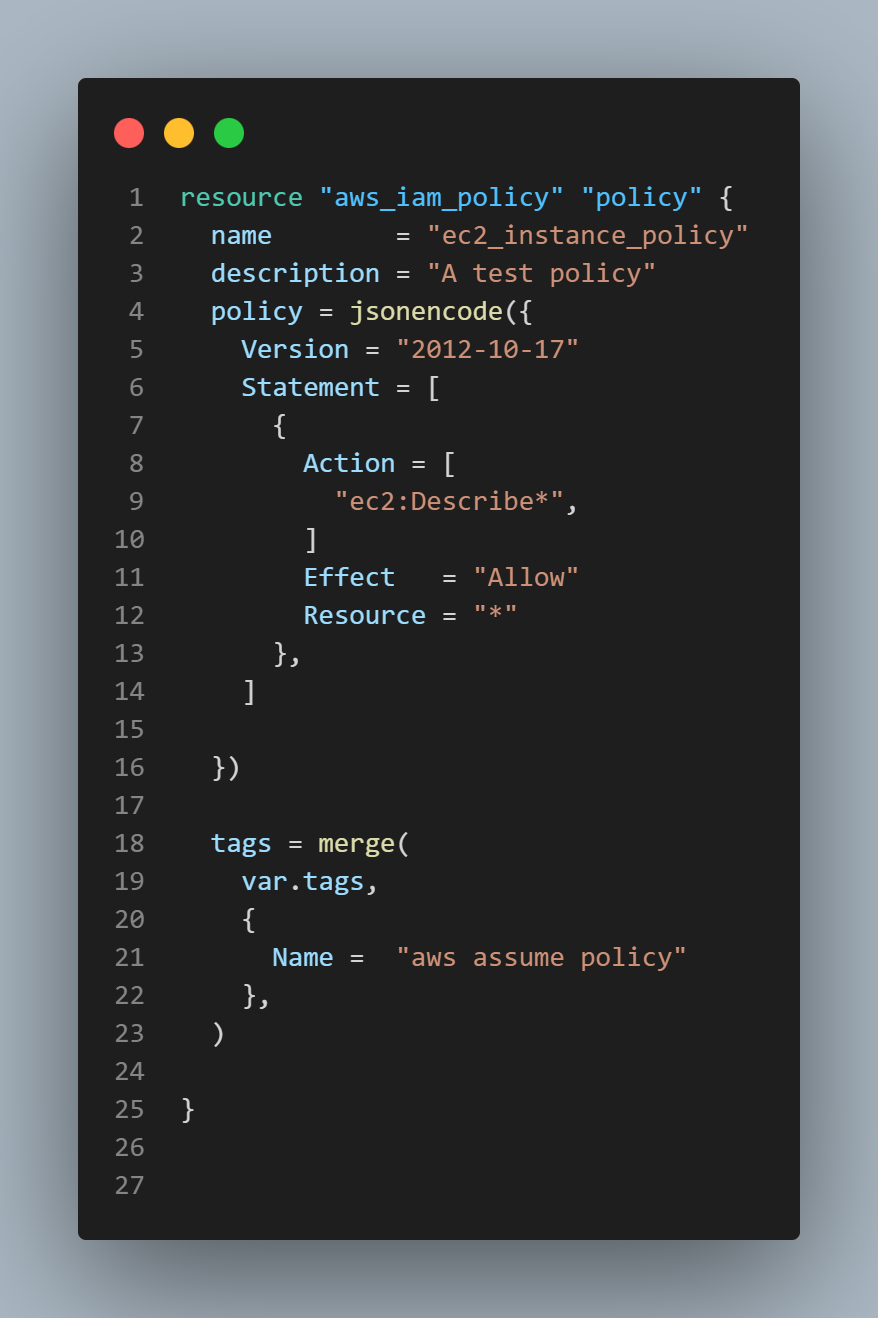 1 resource "aws_iam_policy" "policy" {
2   name        = "ec2_instance_policy"
3   description = "A test policy"
4   policy = jsonencode({
5     Version = "2012-10-17"
6     Statement = [
7       {
8         Action = [
9           "ec2:Describe*",
10         ]
11         Effect   = "Allow"
12         Resource = "*"
13       },
14     ]
15
16   })
17
18   tags = merge(
19     var.tags,
20     {
21       Name =  "aws assume policy"
22     },
23   )
24
25 }
26
27